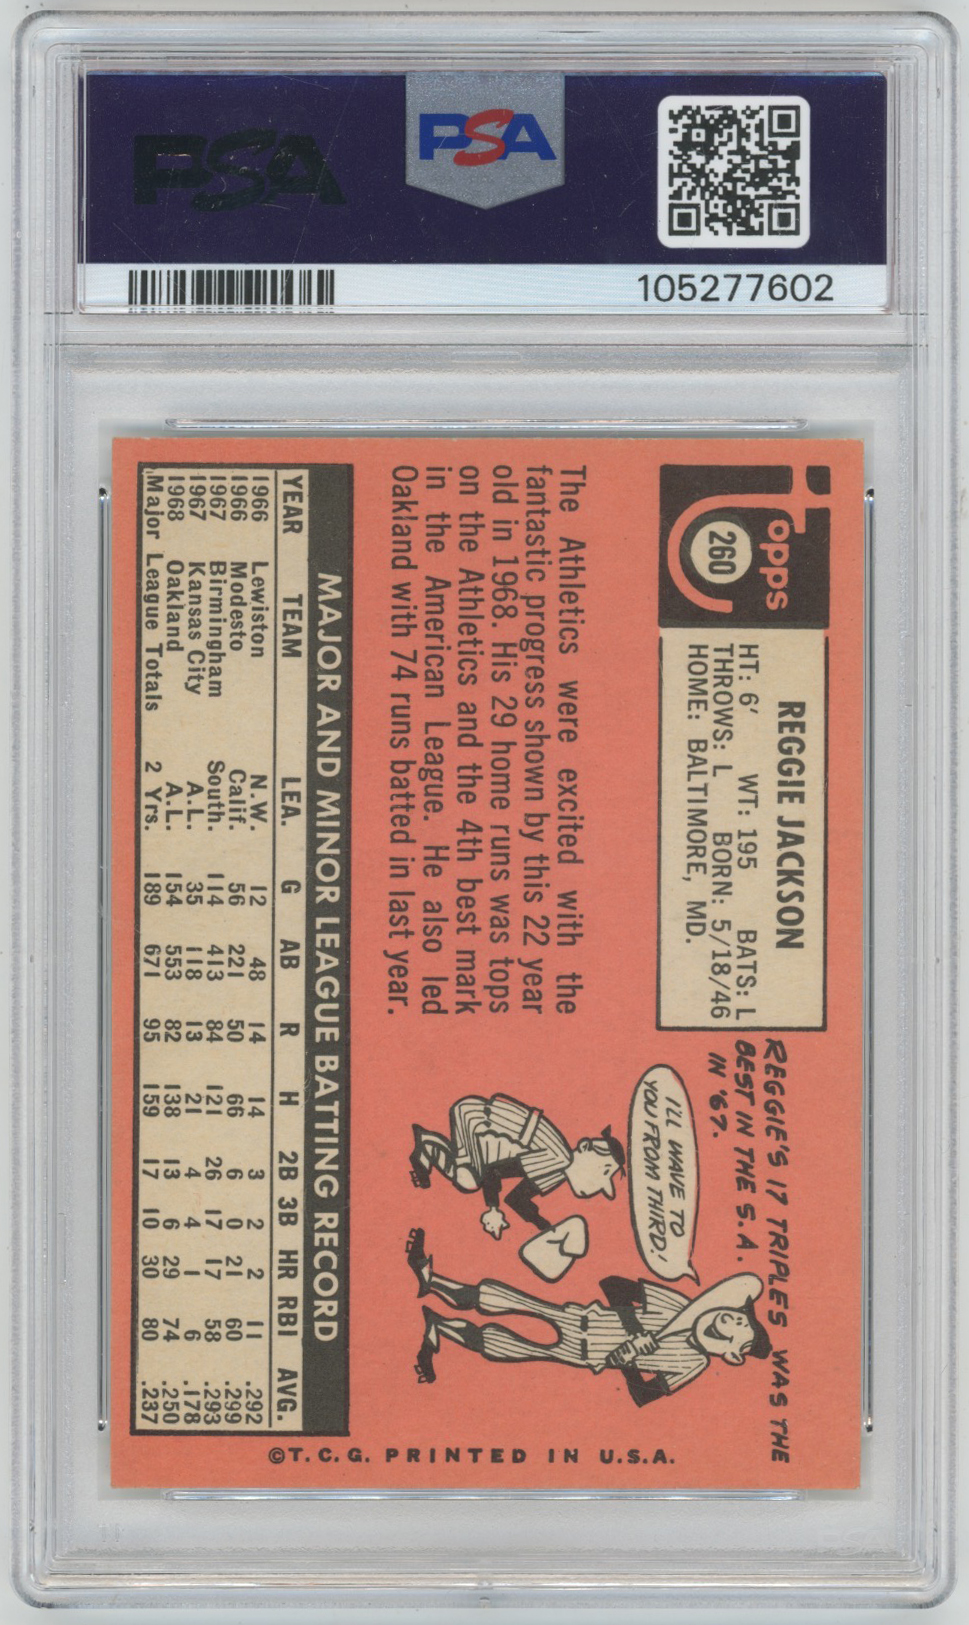 PSA
PSA
105277602
Topps
260
REGGIE JACKSON
HT: 6' WT: 195 BATS: L
THROWS: L BORN: 5/18/46
HOME: BALTIMORE, MD.
REGGIE'S 17 TRIPLES WAS THE
BEST IN THE S.A.
IN '67.
I'LL WAVE TO
YOU FROM THIRD!
The Athletics were excited with the
fantastic progress shown by this 22 year
old in 1968. His 29 home runs was tops
on the Athletics and the 4th best mark
in the American League. He also led
Oakland with 74 runs batted in last year.
MAJOR AND MINOR LEAGUE BATTING RECORD
YEAR TEAM LEA. G AB R H 2B 3B HR RBI AVG.
1966 Lewiston N.W. 12 48 14 14 3 2 2 11 .292
1966 Modesto Calif. 56 221 50 66 6 0 21 60 .299
1967 Birmingham South. 114 413 84 121 26 17 17 58 .293
1967 Kansas City A.L. 35 118 13 21 4 4 1 6 .178
1968 Oakland A.L. 154 553 82 138 13 6 29 74 .250
Major League Totals 2 Yrs. 189 671 95 159 17 10 30 80 .237
©T.C.G. PRINTED IN U.S.A.